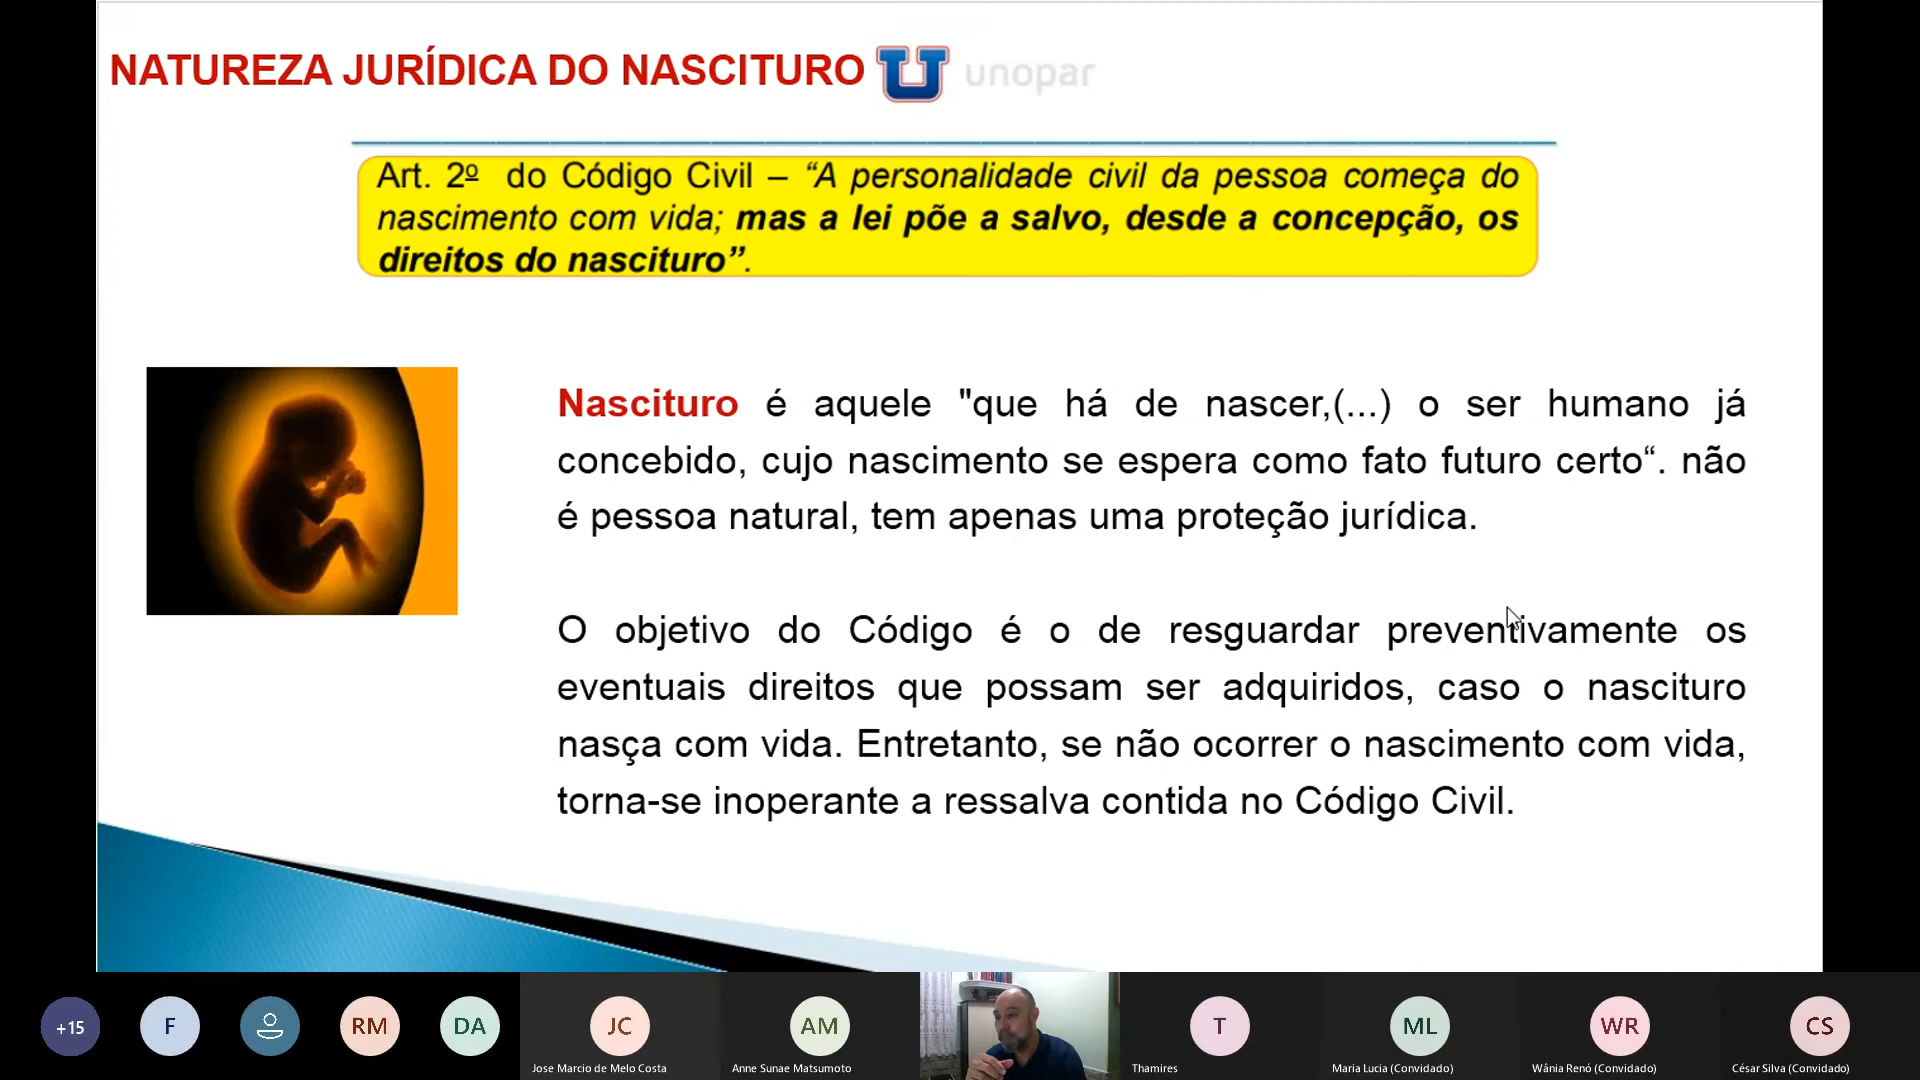 NATUREZA JURÍDICA DO NASCITURO unopar
Art. 2º do Código Civil – “A personalidade civil da pessoa começa do
nascimento com vida; mas a lei põe a salvo, desde a concepção, os
direitos do nascituro”.
Nascituro é aquele "que há de nascer,(...) o ser humano já
concebido, cujo nascimento se espera como fato futuro certo“. não
é pessoa natural, tem apenas uma proteção jurídica.
O objetivo do Código é o de resguardar preventivamente os
eventuais direitos que possam ser adquiridos, caso o nascituro
nasça com vida. Entretanto, se não ocorrer o nascimento com vida,
torna-se inoperante a ressalva contida no Código Civil.
+15 F RM DA JC AM T ML WR CS
Jose Marcio de Melo Costa Anne Sunae Matsumoto Thamires Maria Lucia (Convidado) Wânia Renó (Convidado) César Silva (Convidado)